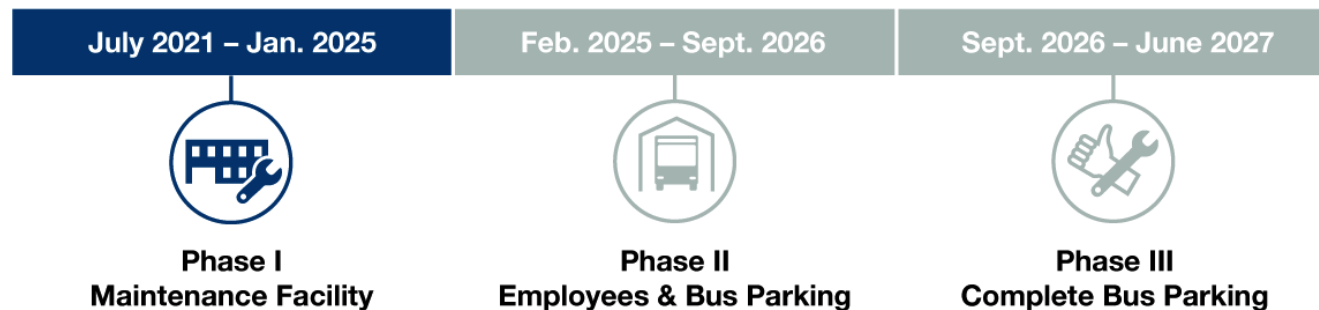 July 2021 – Jan. 2025
Feb. 2025 – Sept. 2026
Sept. 2026 – June 2027
Phase I
Maintenance Facility
Phase II
Employees & Bus Parking
Phase III
Complete Bus Parking